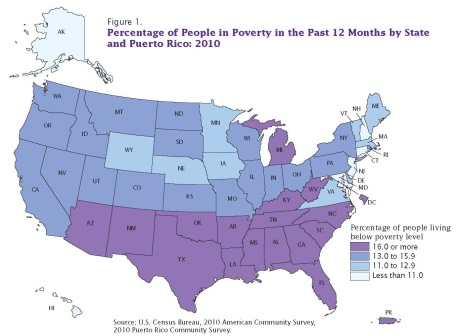 Figure 1.
Percentage of People in Poverty in the Past 12 Months by State
and Puerto Rico: 2010
AK
WA
MT
ND
MN
VT
NH
ME
OR
ID
SD
WI
MI
NY
MA
RI
CT
WY
IA
PA
NJ
NE
IL
IN
OH
DE
MD
NV
UT
CO
KS
MO
WV
VA
DC
CA
KY
AZ
NM
OK
AR
TN
NC
SC
MS
AL
GA
TX
LA
FL
HI
PR
Percentage of people living
below poverty level
16.0 or more
13.0 to 15.9
11.0 to 12.9
Less than 11.0
Source: U.S. Census Bureau, 2010 American Community Survey,
2010 Puerto Rico Community Survey.